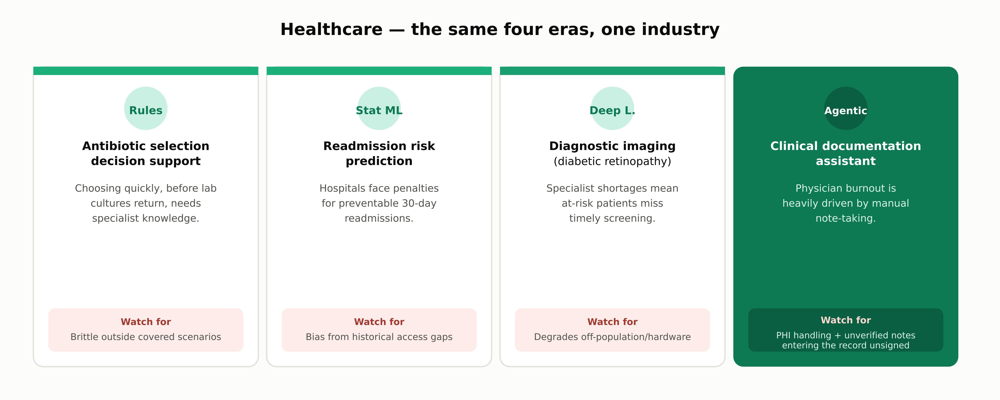 Healthcare — the same four eras, one industry
Rules
Antibiotic selection
decision support
Choosing quickly, before lab
cultures return, needs
specialist knowledge.
Watch for
Brittle outside covered scenarios
Stat ML
Readmission risk
prediction
Hospitals face penalties
for preventable 30-day
readmissions.
Watch for
Bias from historical access gaps
Deep L.
Diagnostic imaging
(diabetic retinopathy)
Specialist shortages mean
at-risk patients miss
timely screening.
Watch for
Degrades off-population/hardware
Agentic
Clinical documentation
assistant
Physician burnout is
heavily driven by manual
note-taking.
Watch for
PHI handling + unverified notes
entering the record unsigned